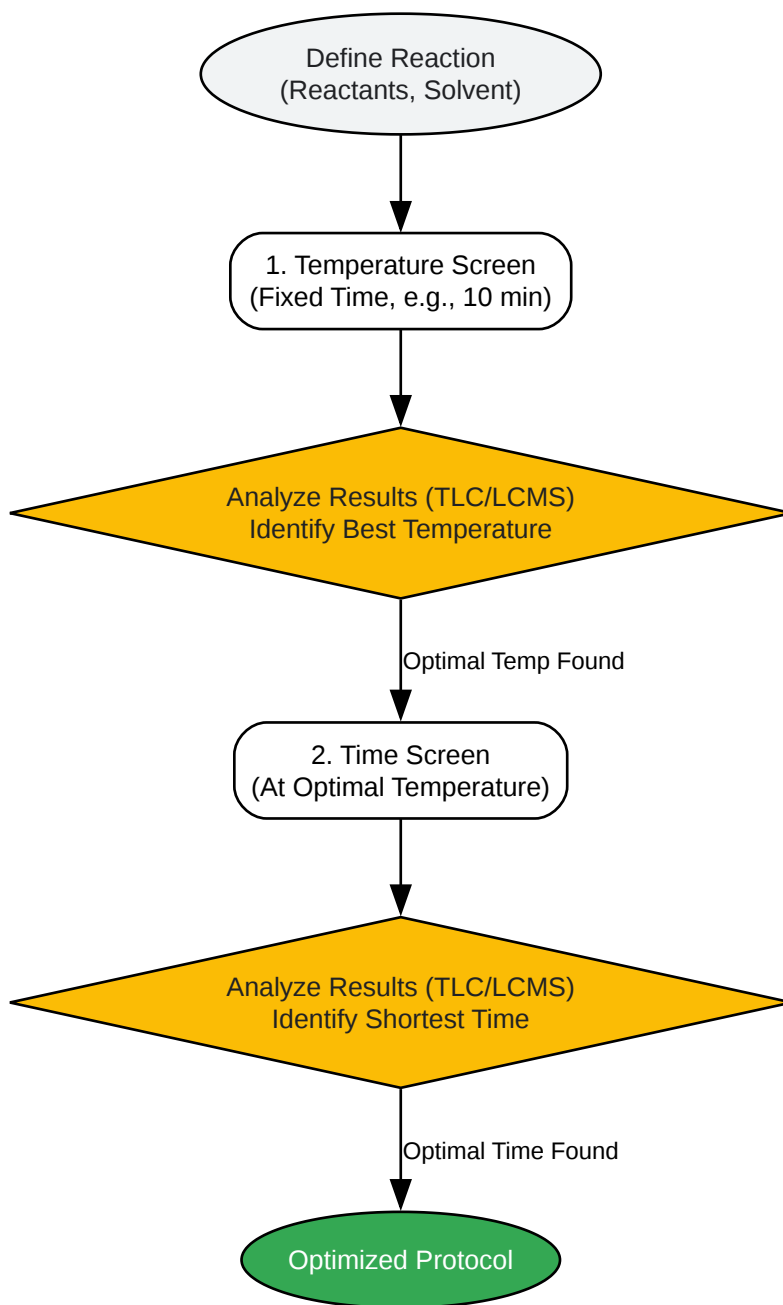 Define Reaction
(Reactants, Solvent)
1. Temperature Screen
(Fixed Time, e.g., 10 min)
Analyze Results (TLC/LCMS)
Identify Best Temperature
Optimal Temp Found
2. Time Screen
(At Optimal Temperature)
Analyze Results (TLC/LCMS)
Identify Shortest Time
Optimal Time Found
Optimized Protocol